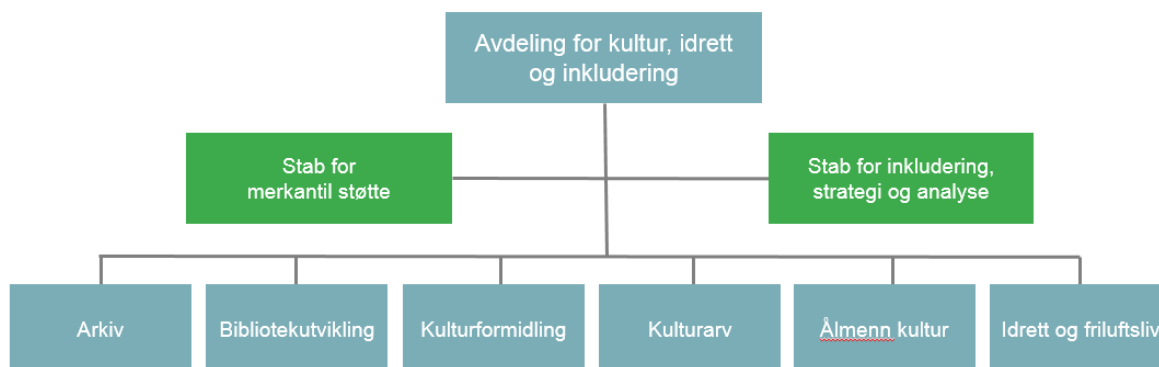 Avdeling for kultur, idrett
og inkludering
Stab for
merkantil støtte
Stab for inkludering,
strategi og analyse
Arkiv
Bibliotekutvikling
Kulturformidling
Kulturarv
Ålmenn kultur
Idrett og friluftsliv